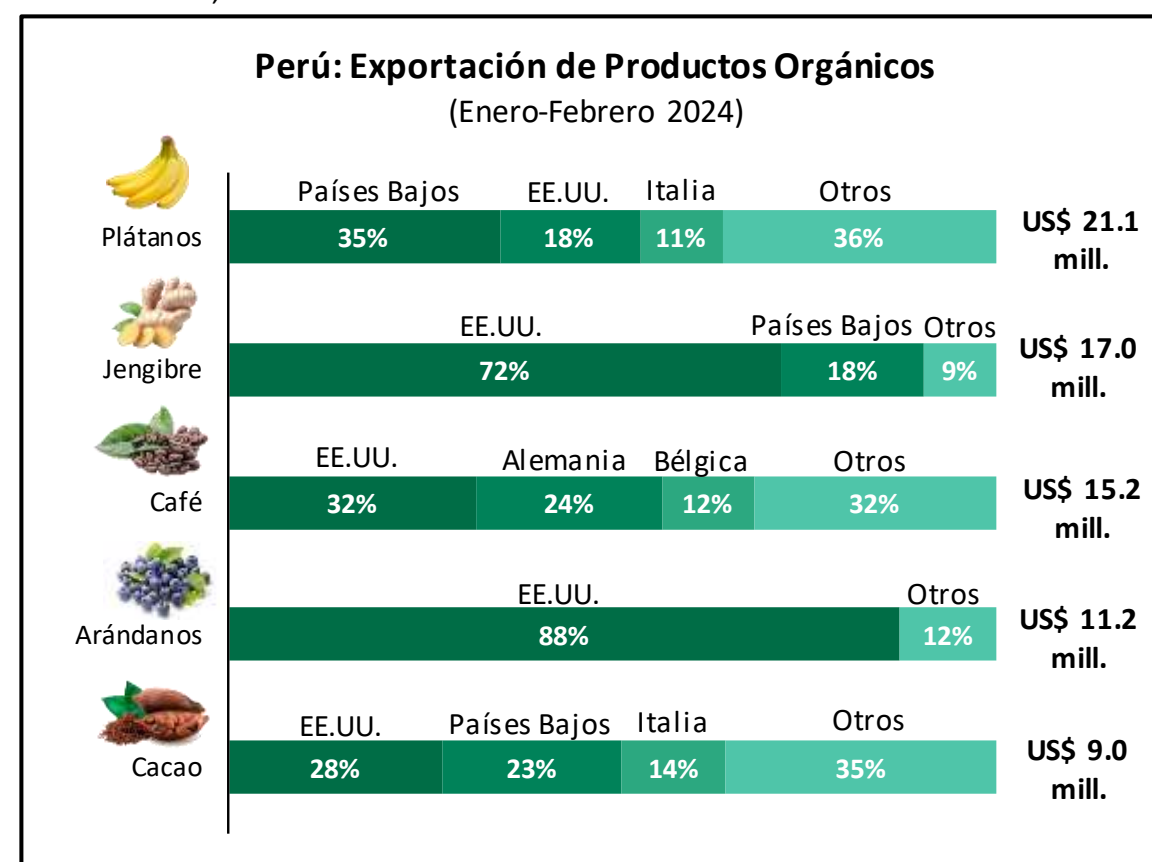 Perú: Exportación de Productos Orgánicos
(Enero-Febrero 2024)
Países Bajos EE.UU. Italia Otros
Plátanos 35% 18% 11% 36% US$ 21.1
mill.
EE.UU. Países Bajos Otros
Jengibre 72% 18% 9% US$ 17.0
mill.
EE.UU. Alemania Bélgica Otros
Café 32% 24% 12% 32% US$ 15.2
mill.
EE.UU. Otros
Arándanos 88% 12% US$ 11.2
mill.
EE.UU. Países Bajos Italia Otros
Cacao 28% 23% 14% 35% US$ 9.0
mill.